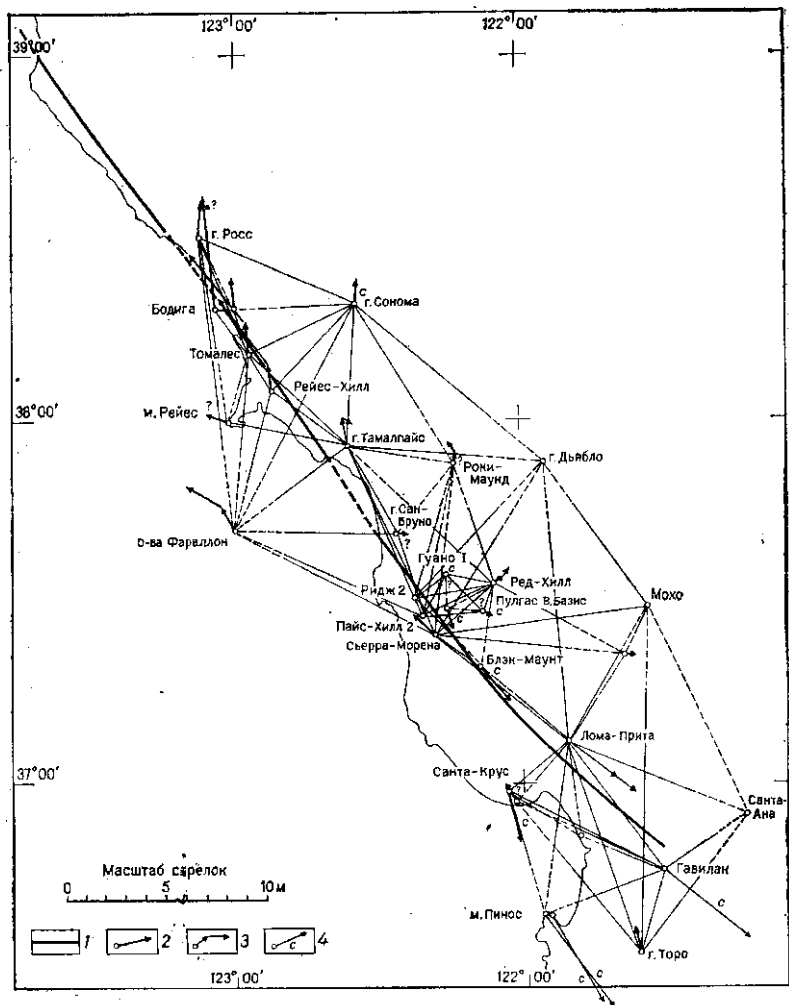 123°00'
122°00'
39°00'
?
г. Росс
c
г. Сонома
Бодига
Томалес
Рейес-Хилл
38°00'
?
м. Рейес
г. Тамалпайс
г. Дьябло
?
Роки-
Маунд
г. Сан-
Бруно
о-ва Фараллон
?
Гуано I
c
Ред-Хилл
Ридж 2
Мохо
?
Пулгас В. Базис
c
c
Пайс-Хилл 2
Сьерра-Морена
Блэк-Маунт
c
Лома-Прита
37°00'
Санта-Крус
?
c
Санта-
Ана
Гавилан
c
Масштаб стрелок
0 5 10 м
м. Пинос
г. Торо
1 2 3 c 4
c c
123°00'
122°00'